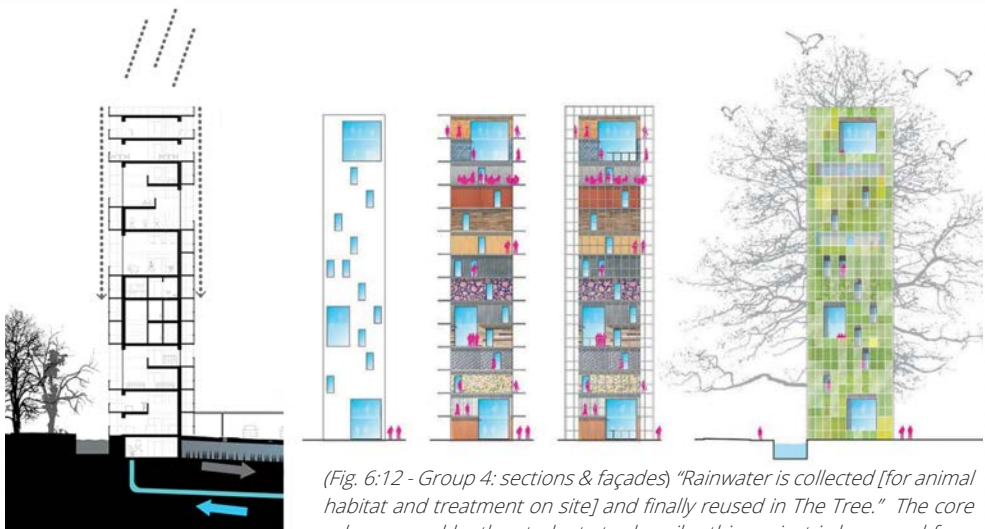 (Fig. 6:12 - Group 4: sections & façades) “Rainwater is collected [for animal
habitat and treatment on site] and finally reused in The Tree.” The core